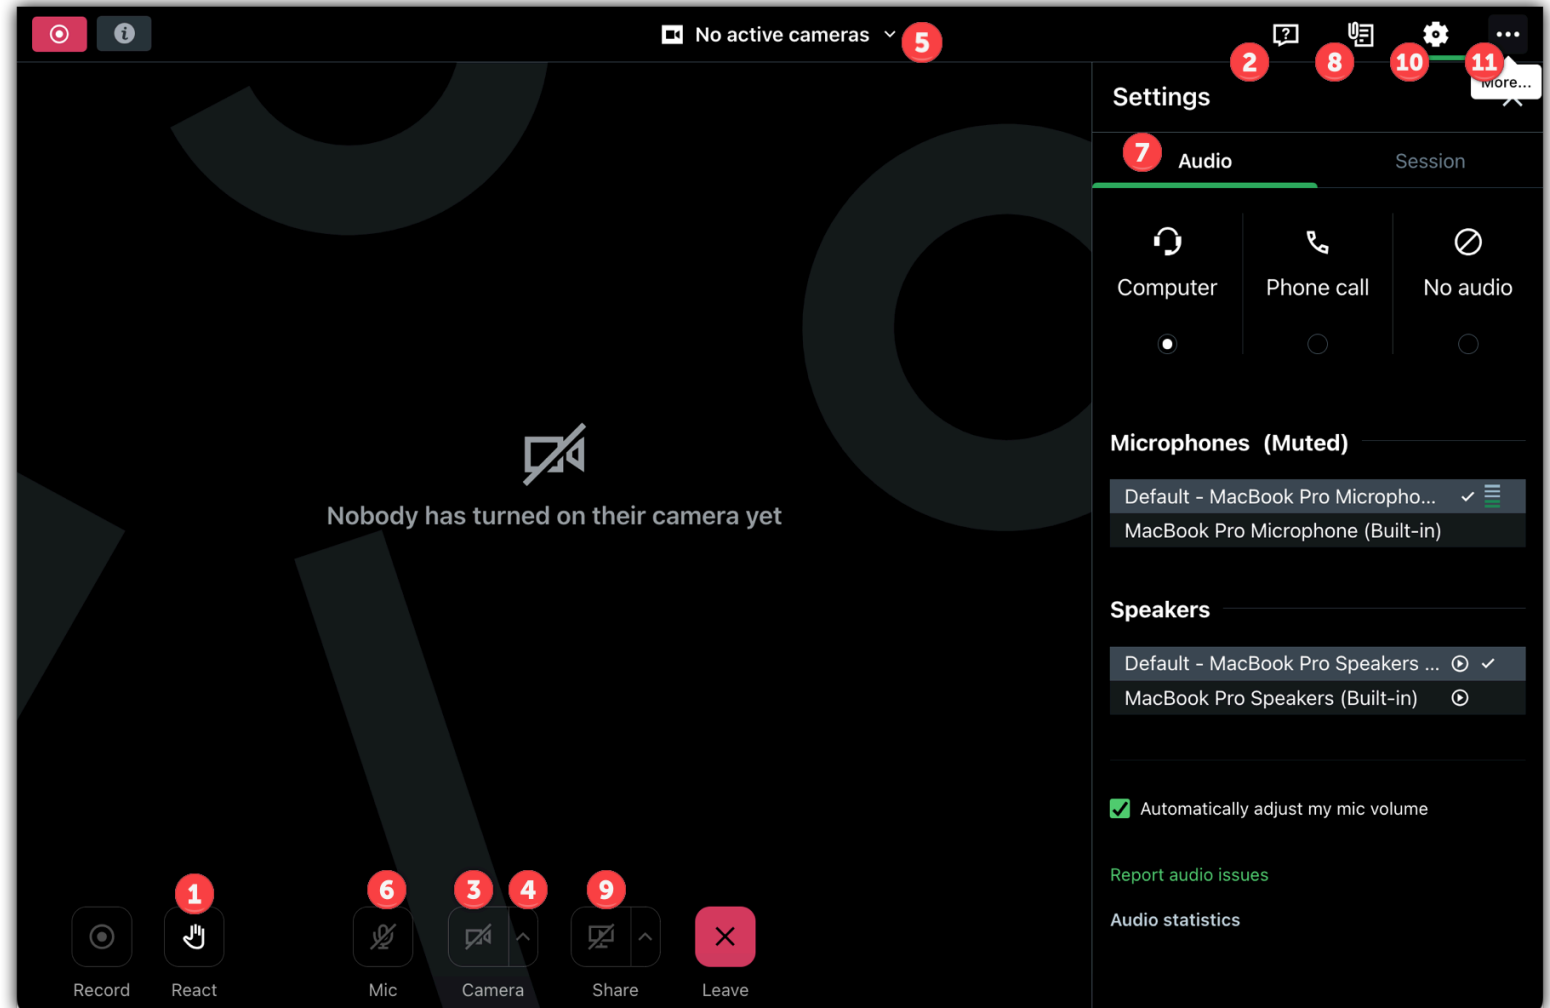 No active cameras
5
2
8
10
11
More...
Settings
7
Audio
Session
Computer
Phone call
No audio
Nobody has turned on their camera yet
Microphones (Muted)
Default - MacBook Pro Micropho...
MacBook Pro Microphone (Built-in)
Speakers
Default - MacBook Pro Speakers ...
MacBook Pro Speakers (Built-in)
Automatically adjust my mic volume
Report audio issues
Audio statistics
1
6
3
4
9
Record
React
Mic
Camera
Share
Leave